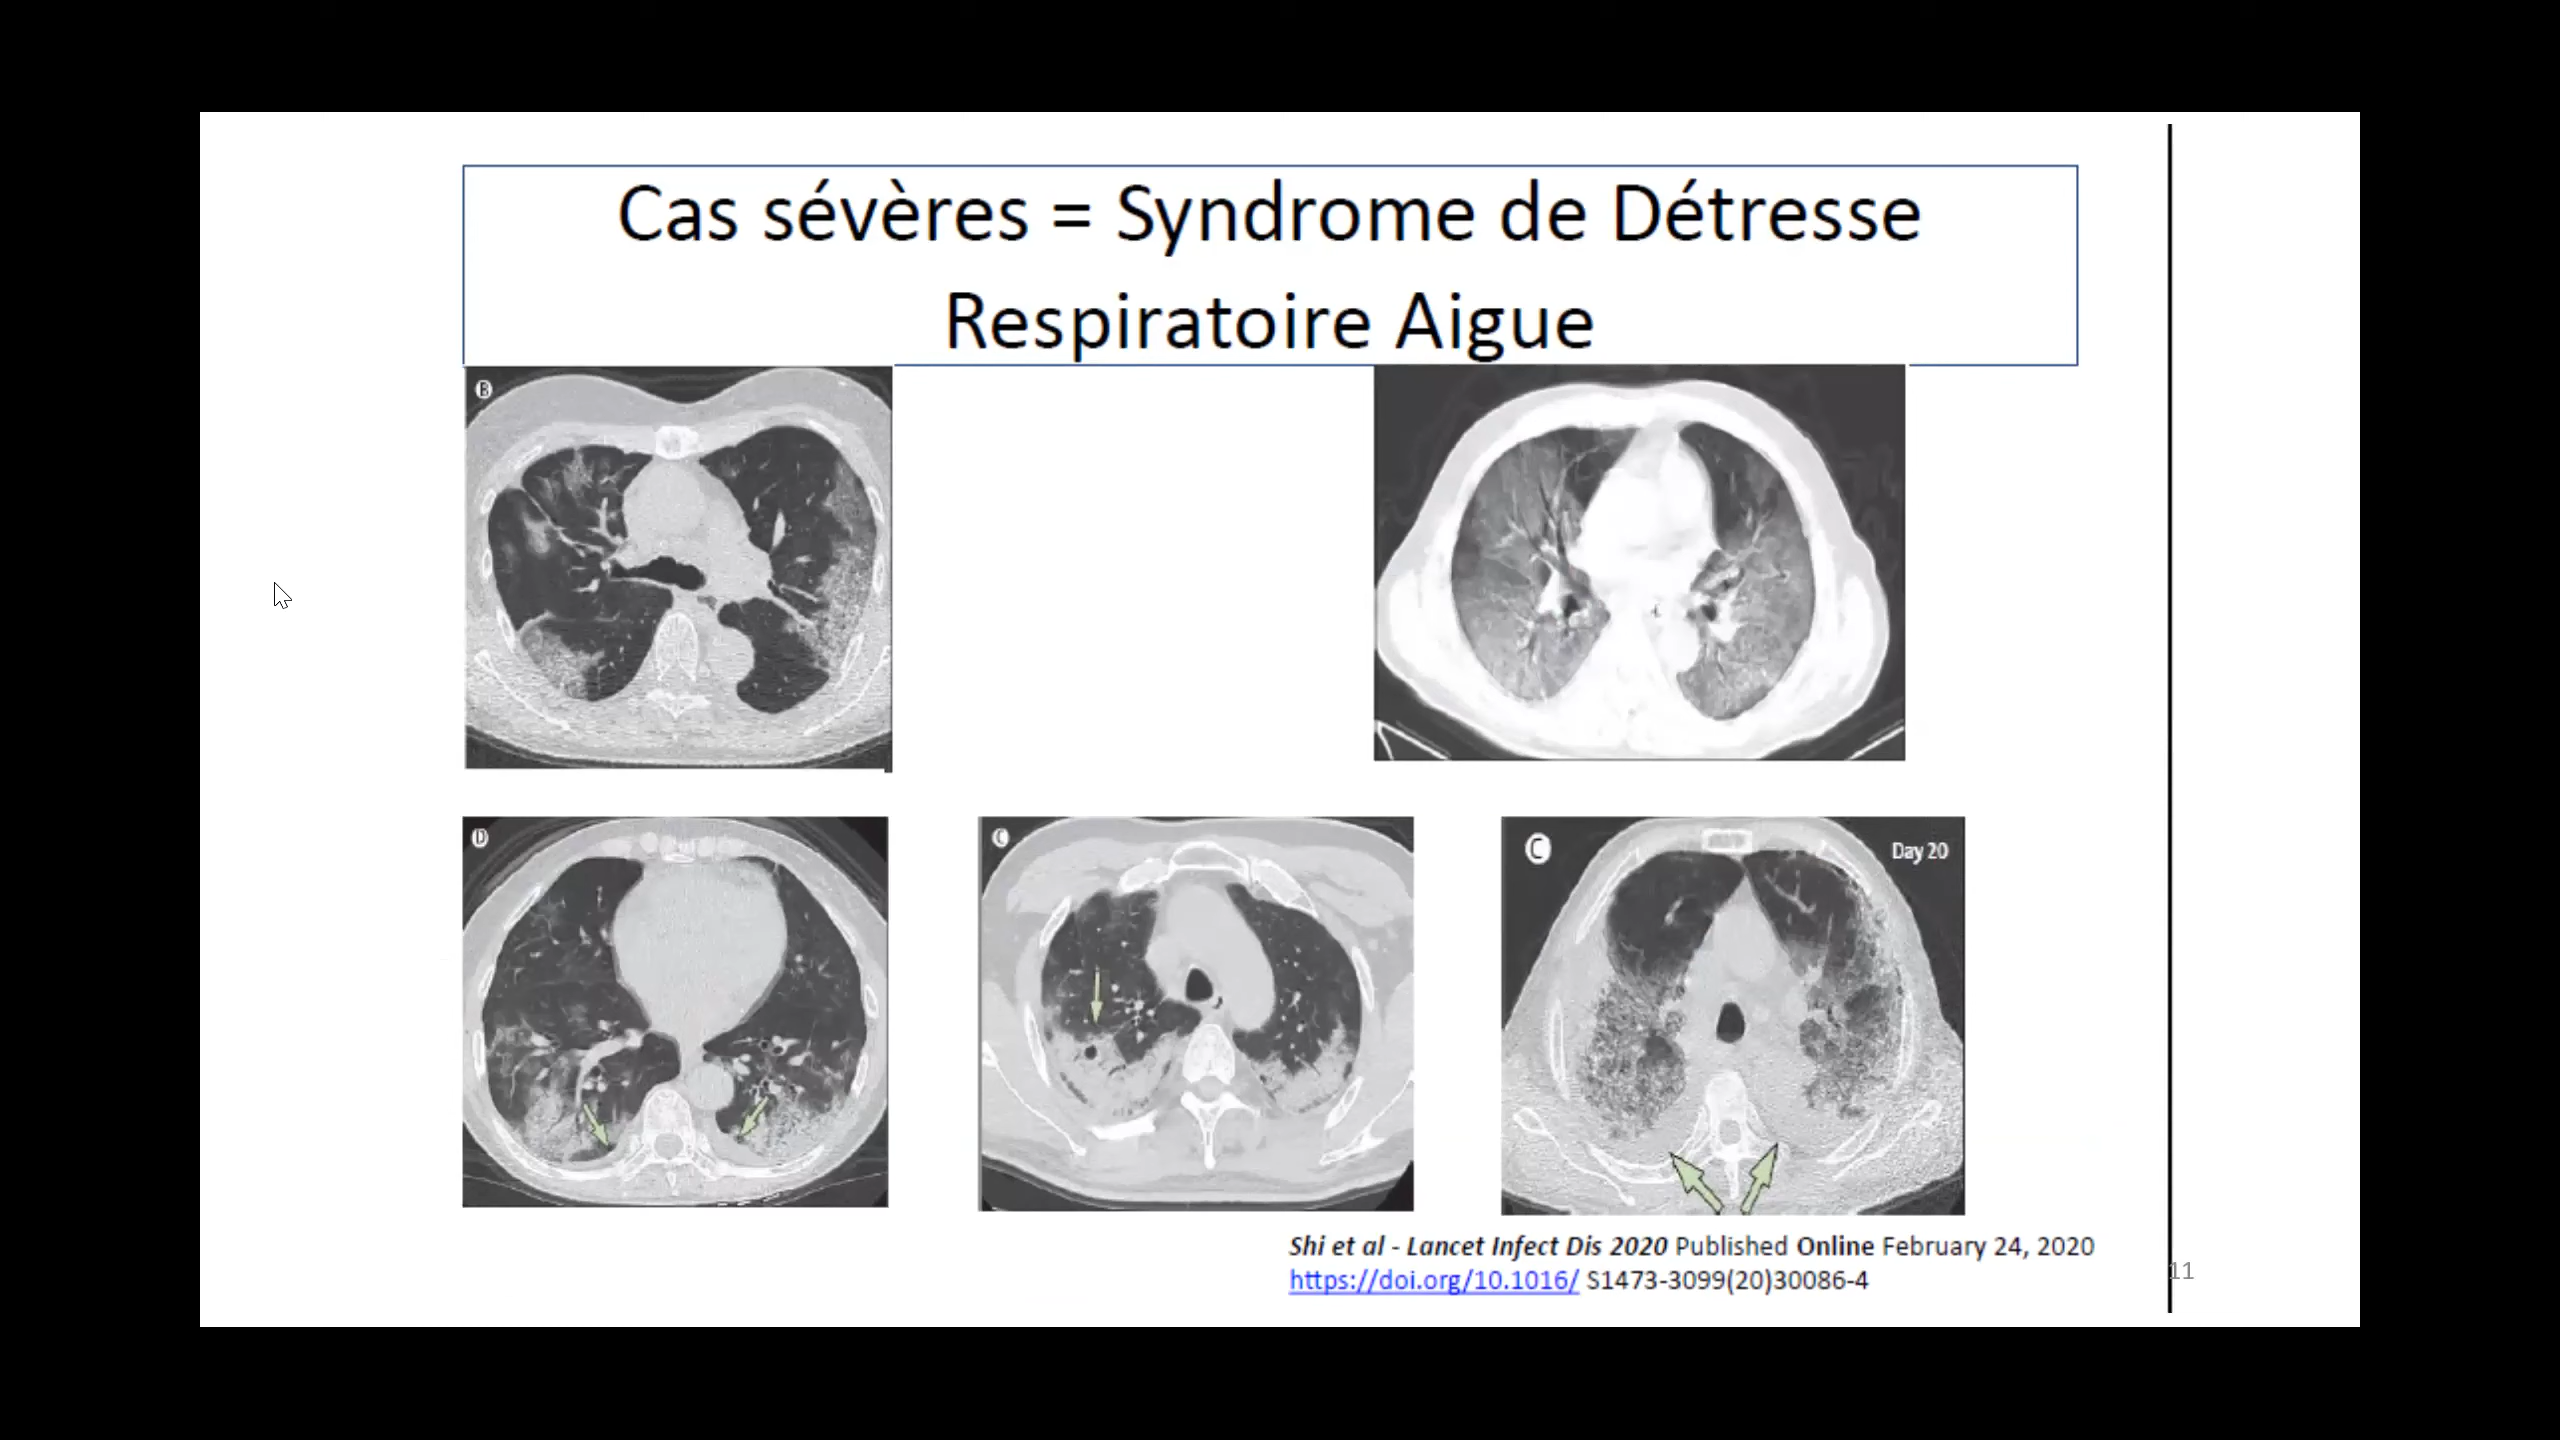 Cas sévères = Syndrome de Détresse
Respiratoire Aigue
B
D
C
C
Day 20
Shi et al - Lancet Infect Dis 2020 Published Online February 24, 2020
https://doi.org/10.1016/ S1473-3099(20)30086-4
11